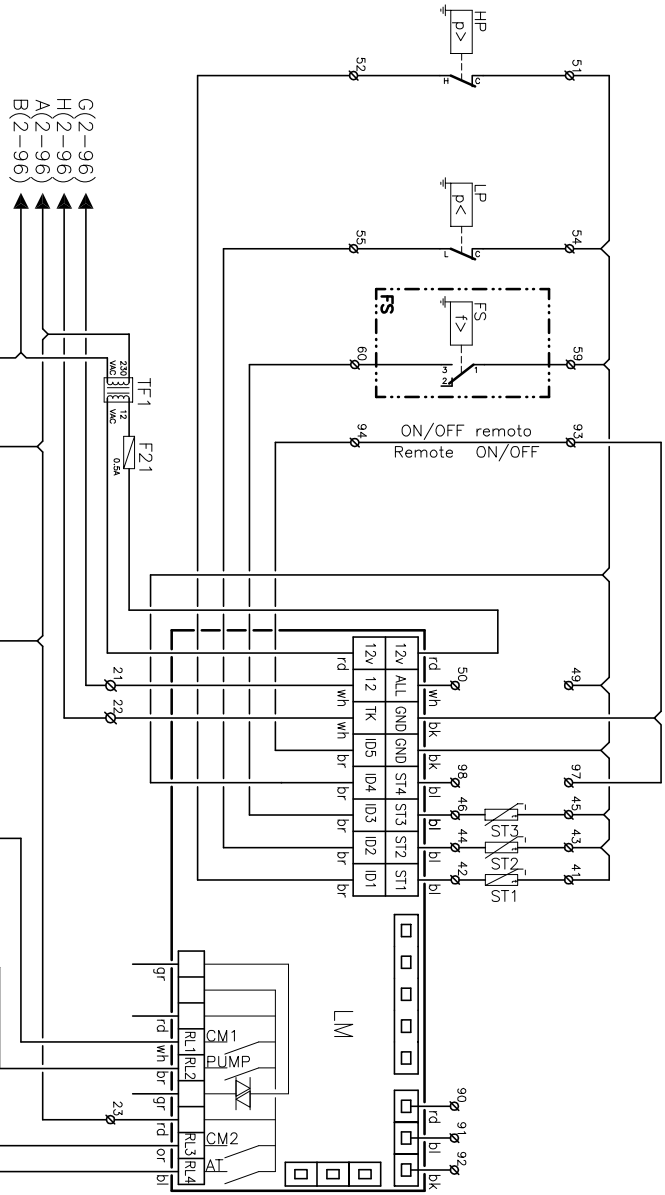 HP
p>
52
H
C
51
LP
p<
55
L
C
54
FS
FS
f>
60
3
2
1
59
94
ON/OFF remoto
Remote ON/OFF
93
G(2-96)
H(2-96)
A(2-96)
B(2-96)
230
VAC
TF1
12
VAC
F21
0.5A
rd
12v
12v
rd
21
wh
12
ALL
wh
50
49
22
wh
TK
GND
bk
br
ID5
GND
bk
br
ID4
ST4
bl
98
97
br
ID3
ST3
bl
46
ST3
45
br
ID2
ST2
bl
44
ST2
43
br
ID1
ST1
bl
42
ST1
41
LM
gr
rd
wh
RL1
CM1
br
RL2
PUMP
gr
23
rd
or
RL3
CM2
bl
RL4
AT
rd
90
bl
91
bk
92